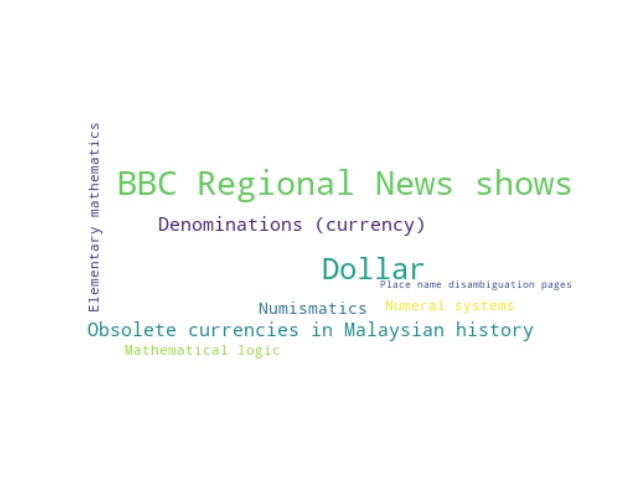 Elementary mathematics
BBC Regional News shows
Denominations (currency)
Dollar
Place name disambiguation pages
Numismatics
Numeral systems
Obsolete currencies in Malaysian history
Mathematical logic